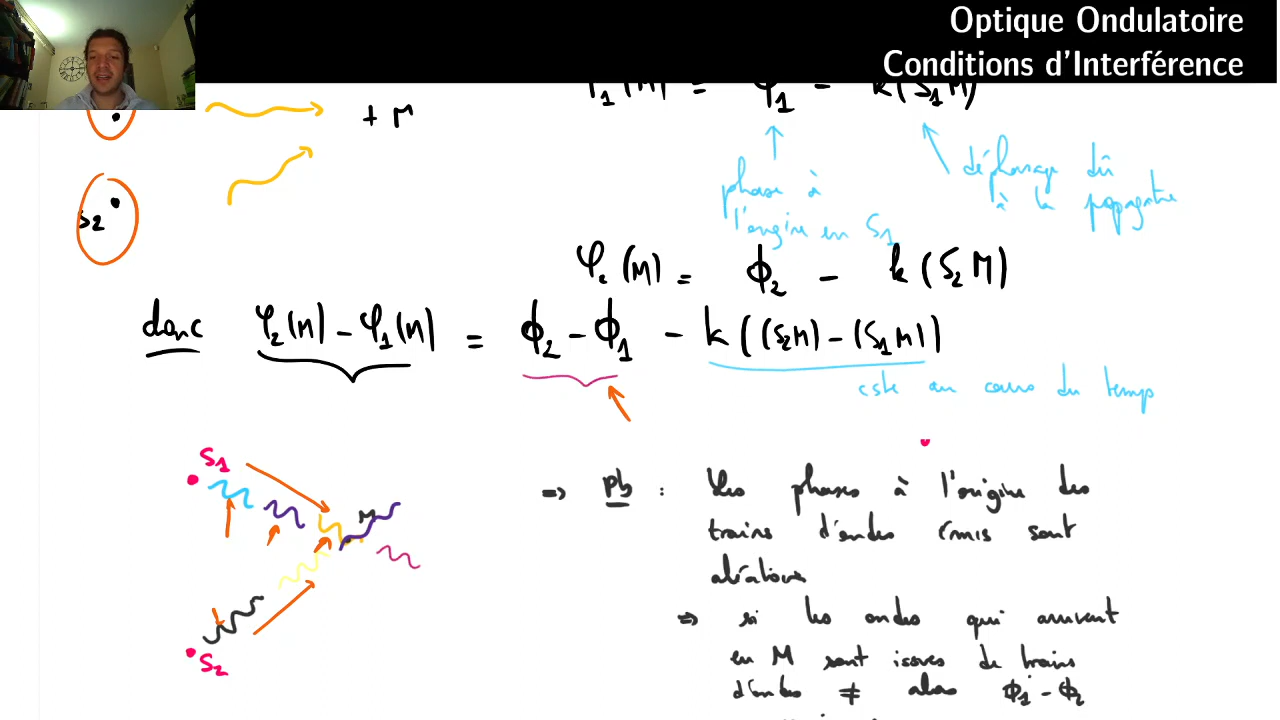 Optique Ondulatoire
Conditions d'Interférence
φ₁(M) = φ₁ - k(S₁M)
+ M
S₂
phase à
l'origine en S₁
déphasage dû
à la propagation
φ₂(M) = ϕ₂ - k(S₂M)
donc φ₂(M) - φ₁(M) = ϕ₂ - ϕ₁ - k((S₂M) - (S₁M))
cste au cours du temps
S₁
M
S₂
⇒ Pb : Les phases à l'origine des
trains d'ondes émis sont
aléatoires
⇒ si les ondes qui arrivent
en M sont issues de trains
d'ondes ≠ alors ϕ₁ - ϕ₂